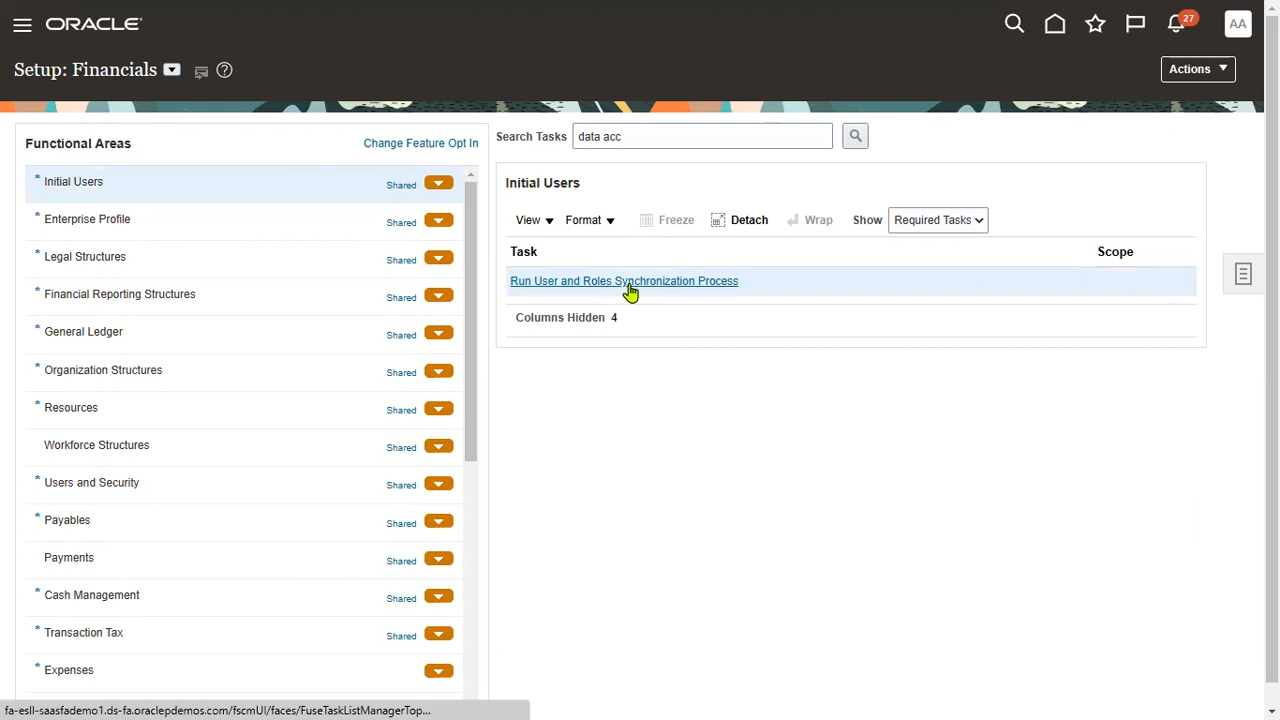 ORACLE
27
AA
Setup: Financials
Actions
Functional Areas
Change Feature Opt In
* Initial Users Shared
* Enterprise Profile Shared
* Legal Structures Shared
* Financial Reporting Structures Shared
* General Ledger Shared
* Organization Structures Shared
* Resources Shared
Workforce Structures Shared
* Users and Security Shared
* Payables Shared
Payments Shared
* Cash Management Shared
* Transaction Tax Shared
* Expenses
Search Tasks data acc
Initial Users
View Format Freeze Detach Wrap Show Required Tasks
Task Scope
Run User and Roles Synchronization Process
Columns Hidden 4
fa-esll-saasfademo1.ds-fa.oraclepdemos.com/fscmUI/faces/FuseTaskListManagerTop...